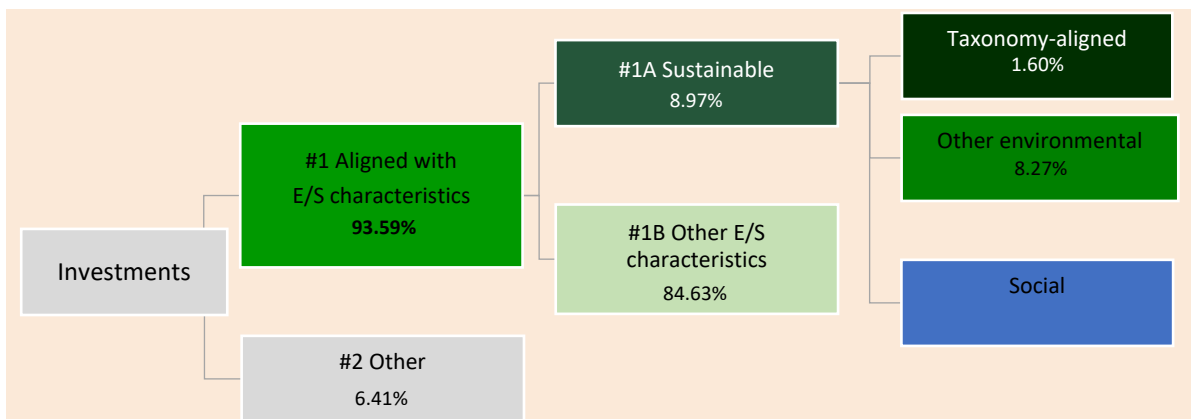 Investments
#1 Aligned with
E/S characteristics
93.59%
#2 Other
6.41%
#1A Sustainable
8.97%
#1B Other E/S
characteristics
84.63%
Taxonomy-aligned
1.60%
Other environmental
8.27%
Social